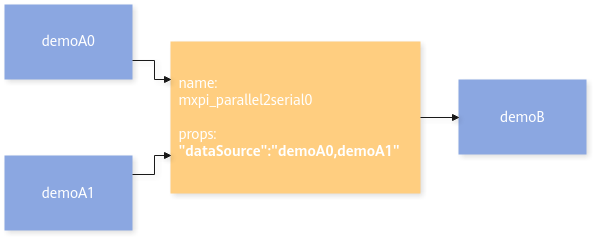 demoA0
name:
mxpi_parallel2serial0
props:
"dataSource":"demoA0,demoA1"
demoB
demoA1